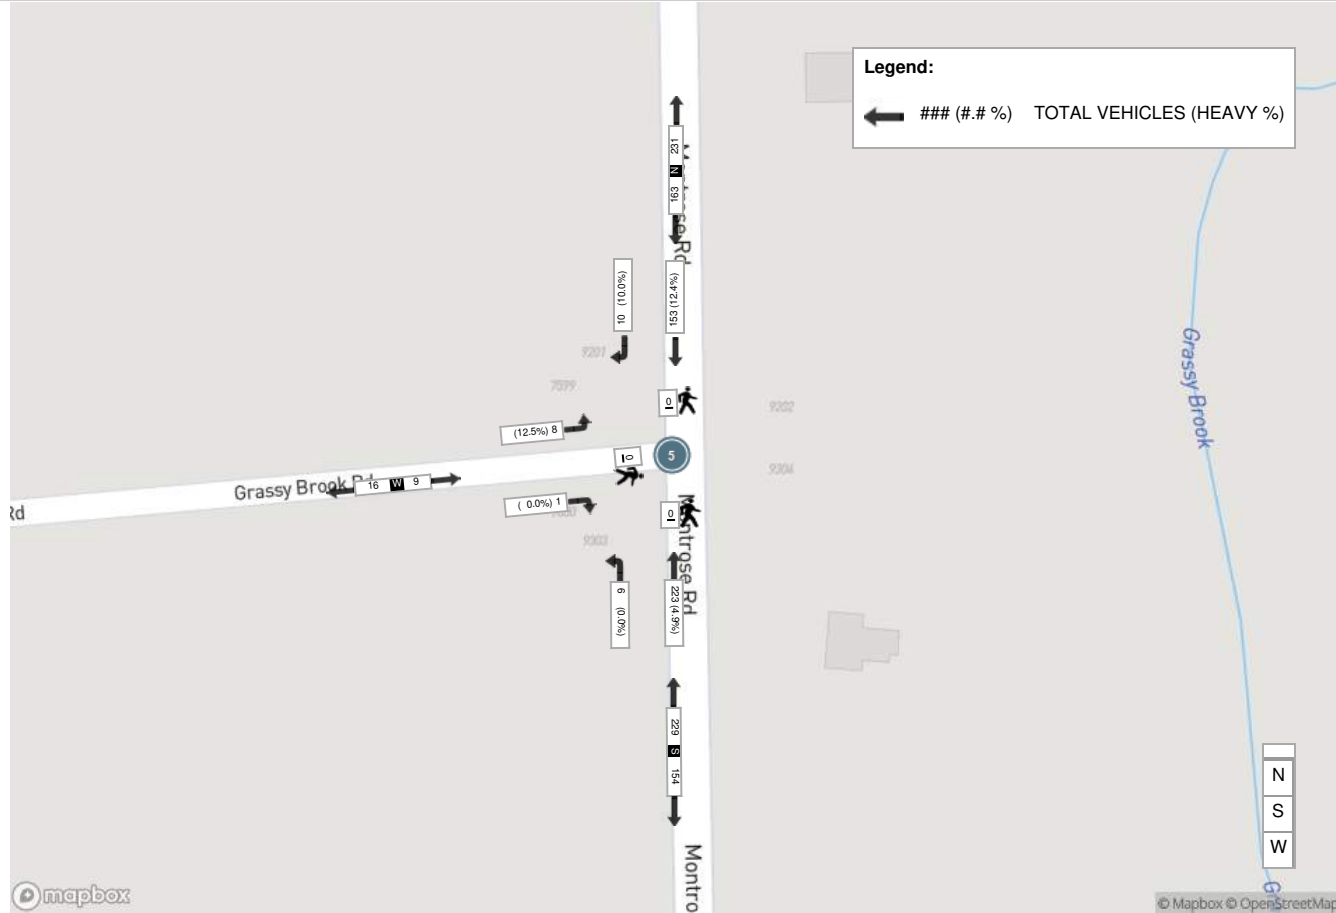 Legend:
### (#.# %) TOTAL VEHICLES (HEAVY %)
231 N 163
Rd
10 (10.0%)
153 (12.4%)
9201
7599
0
(12.5%) 8
9202
Grassy Brook
0
5
9304
Grassy Brook
16 W 9
Rd
( 0.0%) 1
0
Montrose Rd
9303
6 (0.0%)
223 (4.9%)
229 S 154
N
S
W
Montro
mapbox
© Mapbox © OpenStreetMap